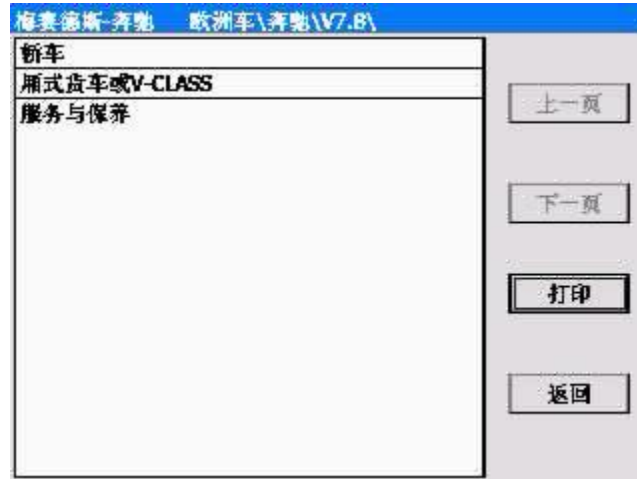 梅赛德斯-奔驰 欧洲车\奔驰\V7.8\
轿车
厢式货车或V-CLASS
服务与保养
上一页
下一页
打印
返回